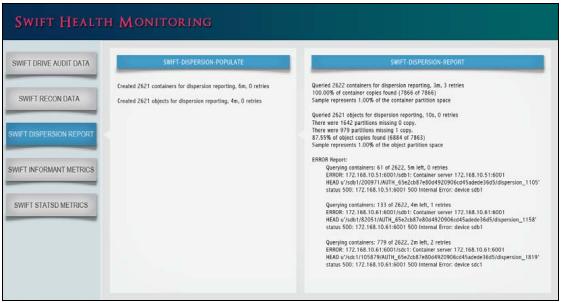 SWIFT HEALTH MONITORING
SWIFT DRIVE AUDIT DATA
SWIFT RECON DATA
SWIFT DISPERSION REPORT
SWIFT INFORMANT METRICS
SWIFT STATSD METRICS
SWIFT-DISPERSION-POPULATE
Created 2621 containers for dispersion reporting, 6m, 0 retries
Created 2621 objects for dispersion reporting, 4m, 0 retries
SWIFT-DISPERSION-REPORT
Queried 2622 containers for dispersion reporting, 3m, 3 retries
100.00% of container copies found (7866 of 7866)
Sample represents 1.00% of the container partition space
Queried 2621 objects for dispersion reporting, 10s, 0 retries
There were 1642 partitions missing 0 copy.
There were 979 partitions missing 1 copy.
87.55% of object copies found (6884 of 7863)
Sample represents 1.00% of the object partition space
ERROR Report:
Querying containers: 61 of 2622, 5m left, 0 retries
ERROR: 172.168.10.51:6001/sdb1: Container server 172.168.10.51:6001
HEAD u'/sdb1/200971/AUTH_65e2cb87e80d4920906cd45adede36d5/dispersion_1105'
status 500: 172.168.10.51:6001 500 Internal Error: device sdb1
Querying containers: 133 of 2622, 4m left, 1 retries
ERROR: 172.168.10.61:6001/sdb1: Container server 172.168.10.61:6001
HEAD u'/sdb1/82051/AUTH_65e2cb87e80d4920906cd45adede36d5/dispersion_1158'
status 500: 172.168.10.61:6001 500 Internal Error: device sdb1
Querying containers: 779 of 2622, 2m left, 2 retries
ERROR: 172.168.10.61:6001/sdc1: Container server 172.168.10.61:6001
HEAD u'/sdc1/105879/AUTH_65e2cb87e80d4920906cd45adede36d5/dispersion_1819'
status 500: 172.168.10.61:6001 500 Internal Error: device sdc1